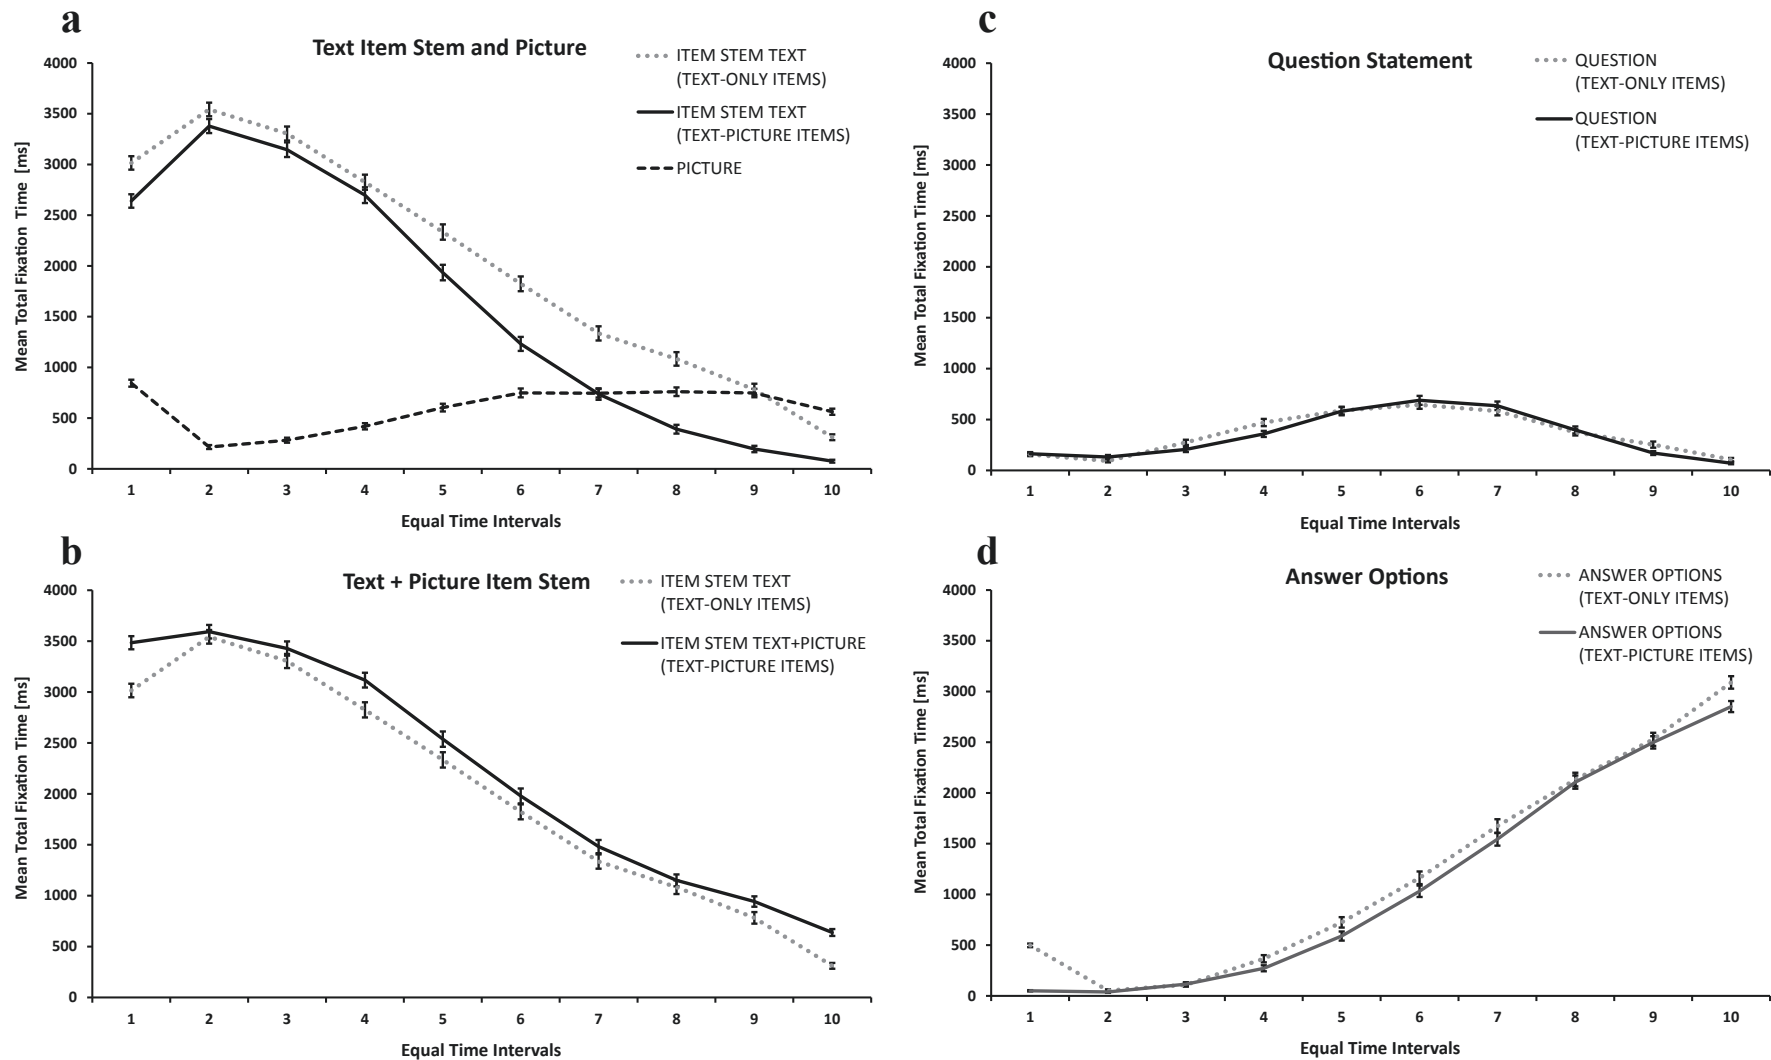 a
Text Item Stem and Picture
ITEM STEM TEXT
(TEXT-ONLY ITEMS)
ITEM STEM TEXT
(TEXT-PICTURE ITEMS)
PICTURE
Mean Total Fixation Time [ms]
4000
3500
3000
2500
2000
1500
1000
500
0
1 2 3 4 5 6 7 8 9 10
Equal Time Intervals
c
Question Statement
QUESTION
(TEXT-ONLY ITEMS)
QUESTION
(TEXT-PICTURE ITEMS)
Mean Total Fixation Time [ms]
4000
3500
3000
2500
2000
1500
1000
500
0
1 2 3 4 5 6 7 8 9 10
Equal Time Intervals
b
Text + Picture Item Stem
ITEM STEM TEXT
(TEXT-ONLY ITEMS)
ITEM STEM TEXT+PICTURE
(TEXT-PICTURE ITEMS)
Mean Total Fixation Time [ms]
4000
3500
3000
2500
2000
1500
1000
500
0
1 2 3 4 5 6 7 8 9 10
Equal Time Intervals
d
Answer Options
ANSWER OPTIONS
(TEXT-ONLY ITEMS)
ANSWER OPTIONS
(TEXT-PICTURE ITEMS)
Mean Total Fixation Time [ms]
4000
3500
3000
2500
2000
1500
1000
500
0
1 2 3 4 5 6 7 8 9 10
Equal Time Intervals